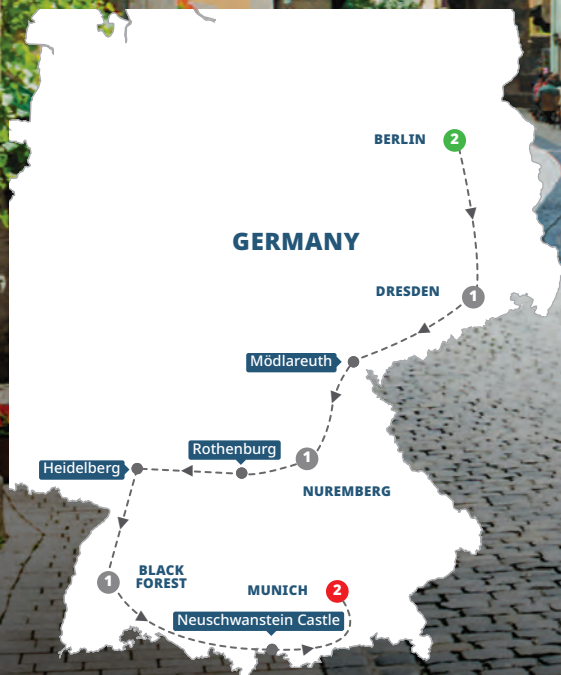 BERLIN 2
GERMANY
DRESDEN 1
Mödlareuth
Rothenburg
1
Heidelberg
NUREMBERG
1 BLACK
FOREST
MUNICH 2
Neuschwanstein Castle